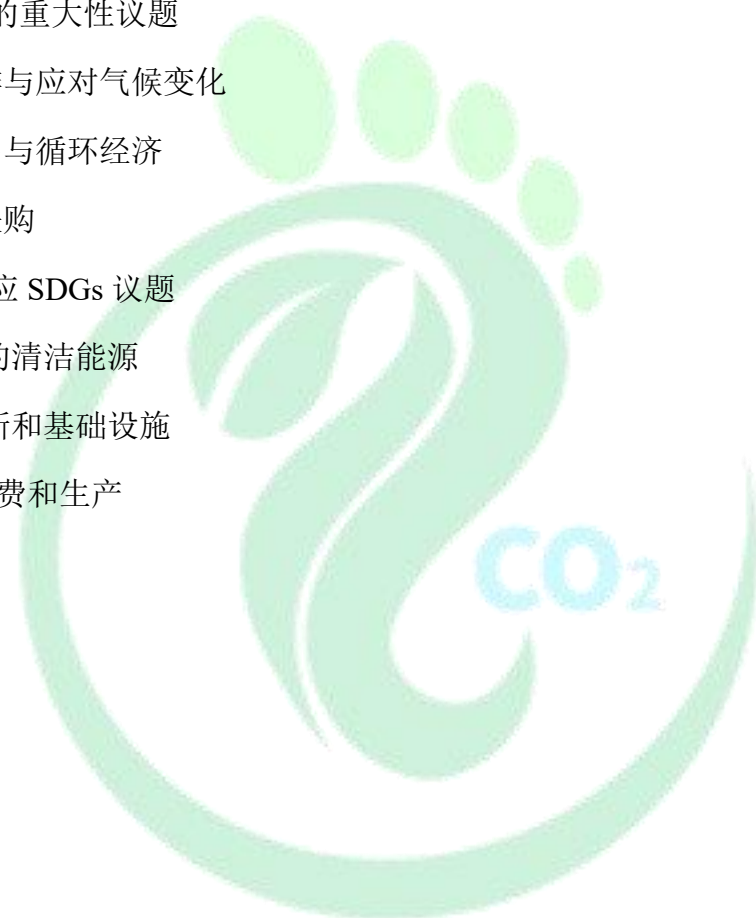 的重大性议题
与应对气候变化
与循环经济
购
应 SDGs 议题
的清洁能源
和基础设施
费和生产
CO2